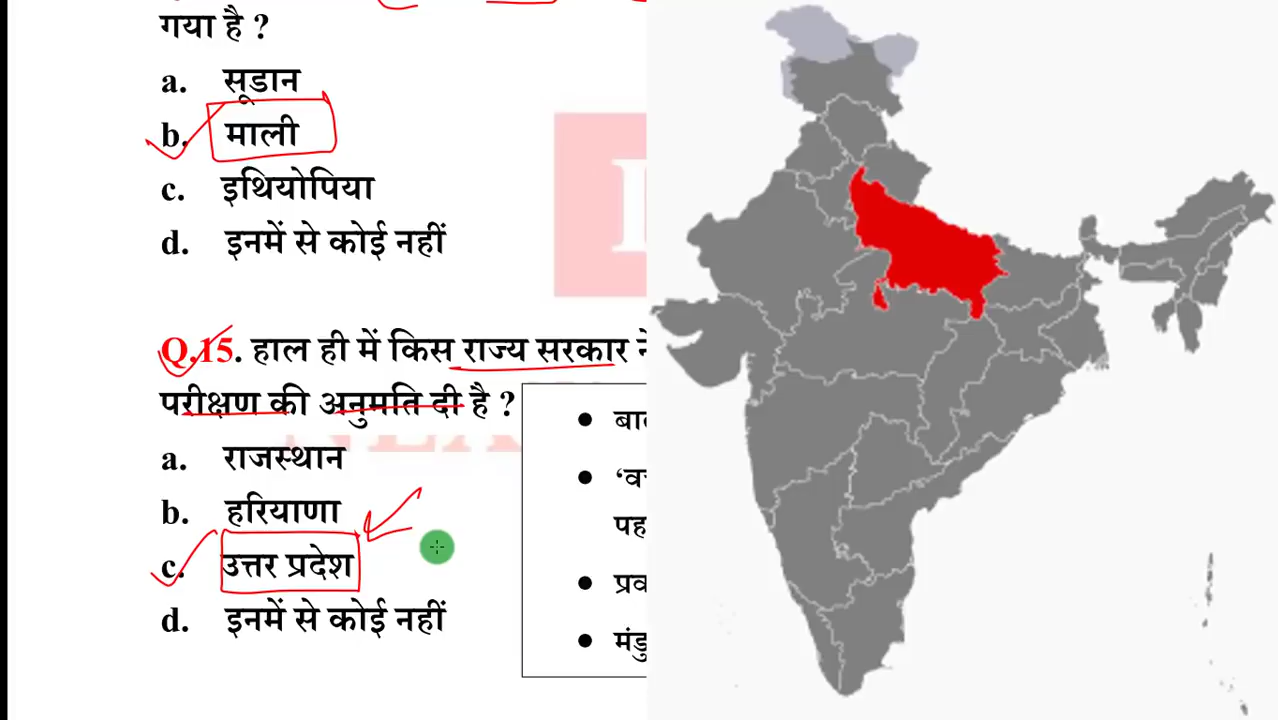 गया है ?
a. सूडान
b. माली
c. इथियोपिया
d. इनमें से कोई नहीं
Q.15. हाल ही में किस राज्य सरकार ने
परीक्षण की अनुमति दी है ?
a. राजस्थान
b. हरियाणा
c. उत्तर प्रदेश
d. इनमें से कोई नहीं